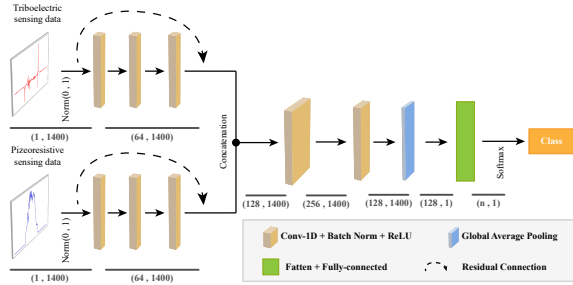 Triboelectric
sensing data
Norm(0, 1)
(1, 1400)
(64, 1400)
Pizeoresistive
sensing data
Norm(0, 1)
(1, 1400)
(64, 1400)
Concatenation
(128, 1400)
(256, 1400)
(128, 1400)
(128, 1)
Softmax
(n, 1)
Class
Conv-1D + Batch Norm + ReLU
Global Average Pooling
Fatten + Fully-connected
Residual Connection